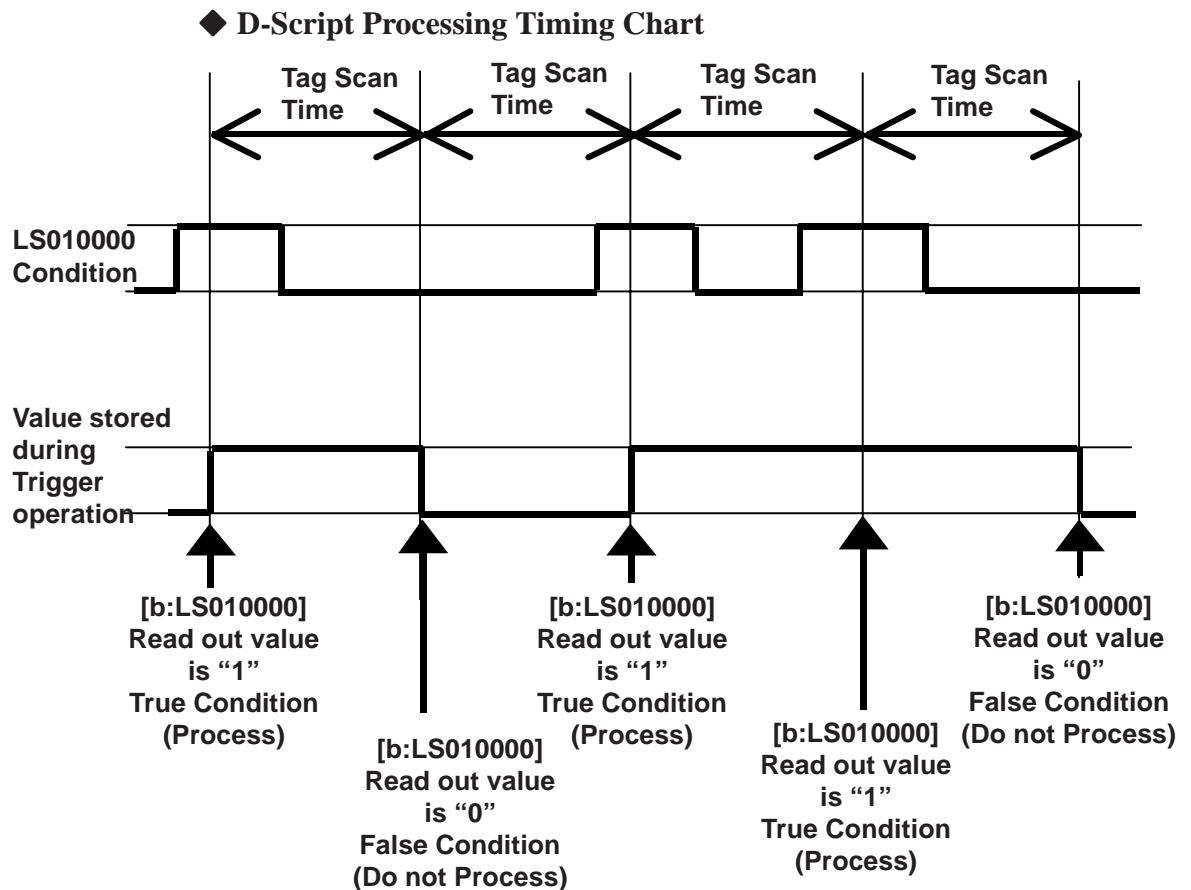 ◆ D-Script Processing Timing Chart
Tag Scan
Time
Tag Scan
Time
Tag Scan
Time
Tag Scan
Time
LS010000
Condition
Value stored
during
Trigger
operation
[b:LS010000]
Read out value
is “1”
True Condition
(Process)
[b:LS010000]
Read out value
is “0”
False Condition
(Do not Process)
[b:LS010000]
Read out value
is “1”
True Condition
(Process)
[b:LS010000]
Read out value
is “1”
True Condition
(Process)
[b:LS010000]
Read out value
is “0”
False Condition
(Do not Process)